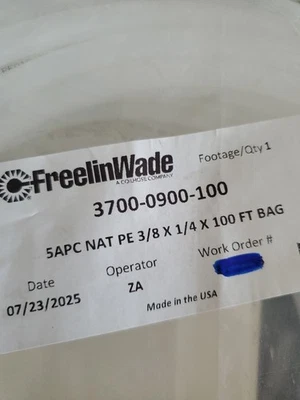 FreelinWade
A COILHOSE COMPANY
Footage/Qty 1
3700-0900-100
5APC NAT PE 3/8 X 1/4 X 100 FT BAG
Date
Operator
Work Order #
07/23/2025
ZA
Made in the USA